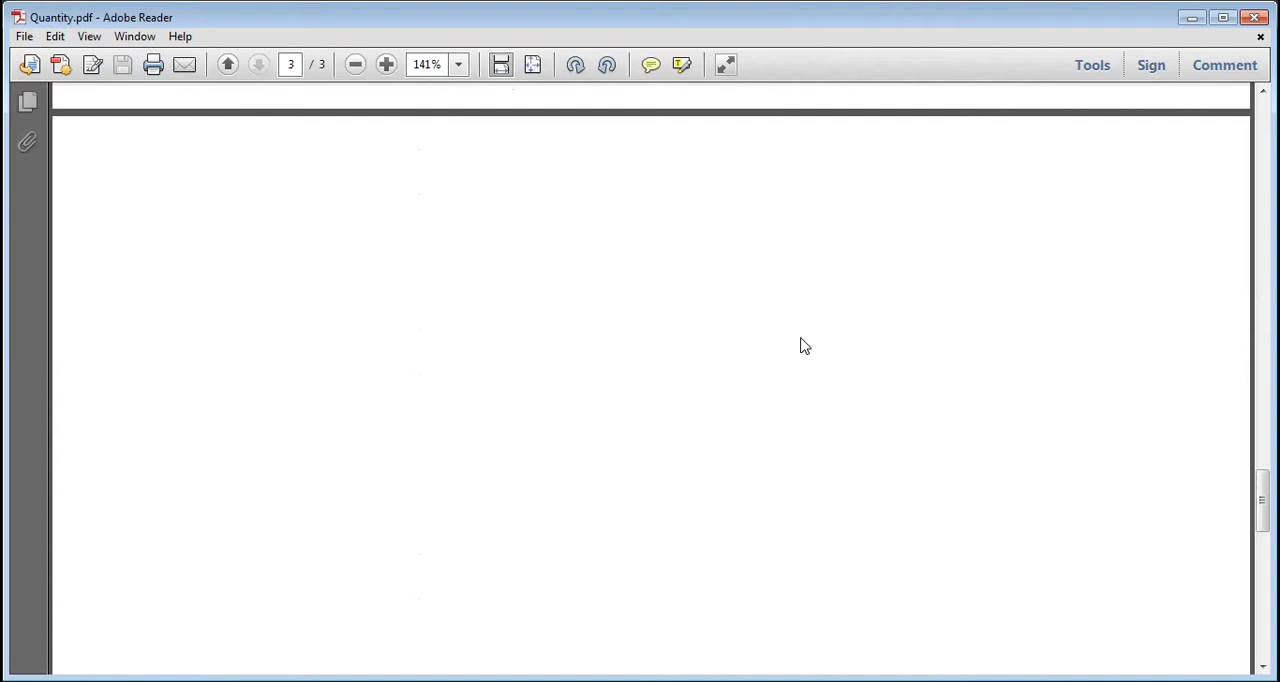 Quantity.pdf - Adobe Reader
File Edit View Window Help
3 / 3 141% Tools Sign Comment